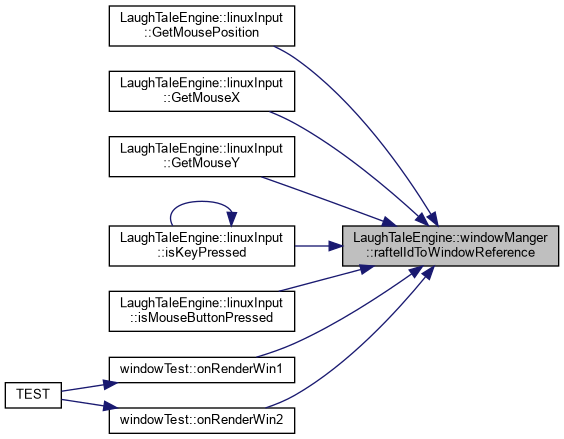 LaughTaleEngine::linuxInput
::GetMousePosition
LaughTaleEngine::linuxInput
::GetMouseX
LaughTaleEngine::linuxInput
::GetMouseY
LaughTaleEngine::linuxInput
::isKeyPressed
LaughTaleEngine::windowManger
::raftelIdToWindowReference
LaughTaleEngine::linuxInput
::isMouseButtonPressed
windowTest::onRenderWin1
TEST
windowTest::onRenderWin2